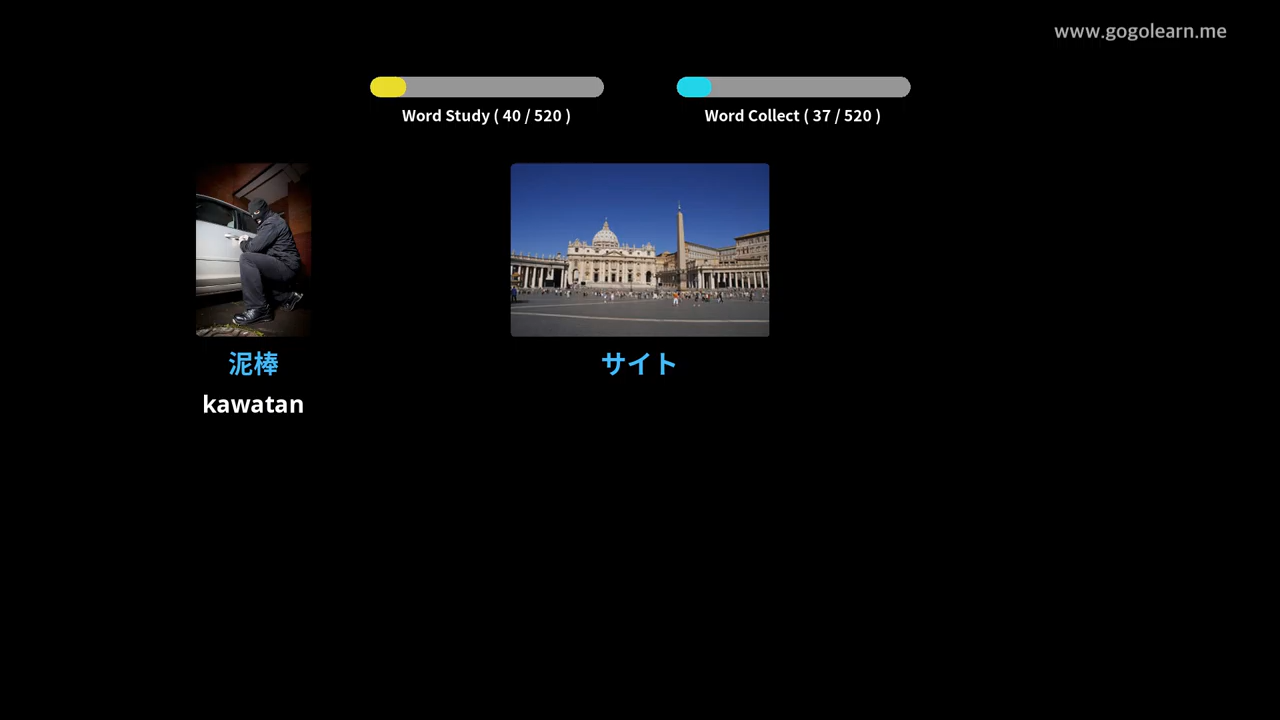 www.gogolearn.me
Word Study ( 40 / 520 )
Word Collect ( 37 / 520 )
泥棒
kawatan
サイト